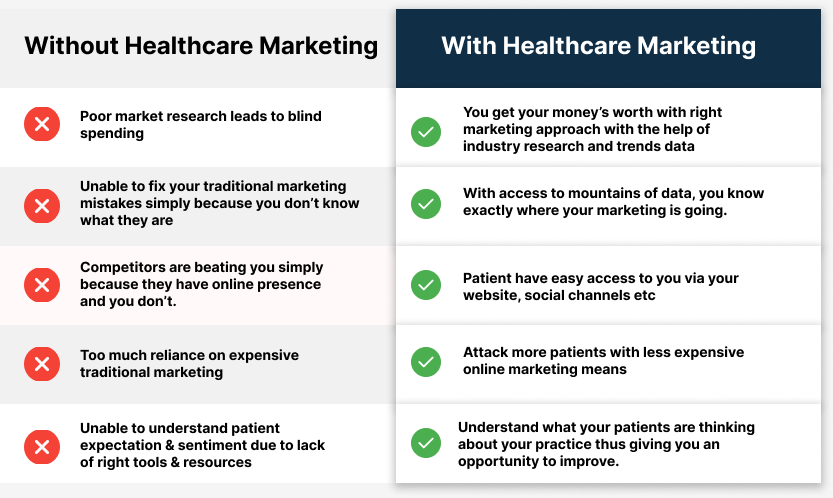 Without Healthcare Marketing
With Healthcare Marketing
Poor market research leads to blind
spending
You get your money’s worth with right
marketing approach with the help of
industry research and trends data
Unable to fix your traditional marketing
mistakes simply because you don’t know
what they are
With access to mountains of data, you know
exactly where your marketing is going.
Competitors are beating you simply
because they have online presence
and you don’t.
Patient have easy access to you via your
website, social channels etc
Too much reliance on expensive
traditional marketing
Attack more patients with less expensive
online marketing means
Unable to understand patient
expectation & sentiment due to lack
of right tools & resources
Understand what your patients are thinking
about your practice thus giving you an
opportunity to improve.